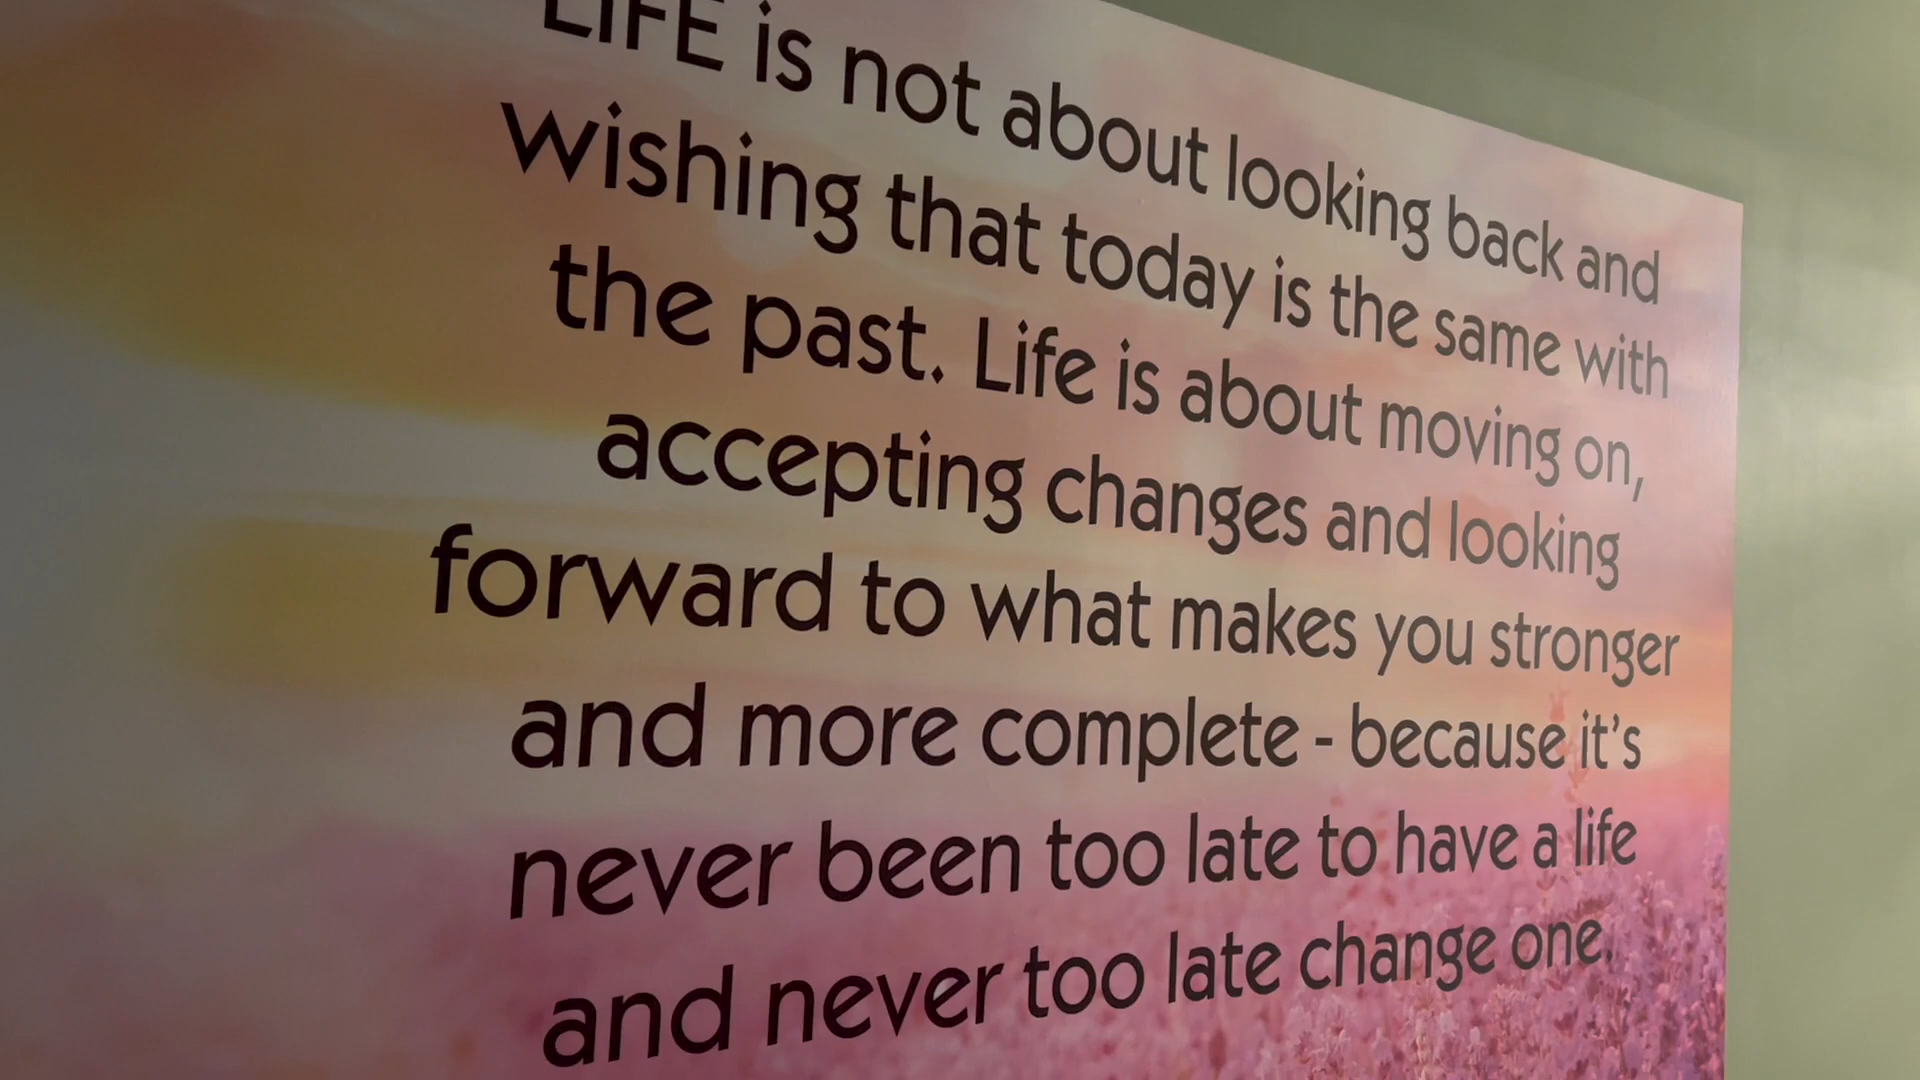 LIFE is not about looking back and
wishing that today is the same with
the past. Life is about moving on,
accepting changes and looking
forward to what makes you stronger
and more complete - because it's
never been too late to have a life
and never too late change one.